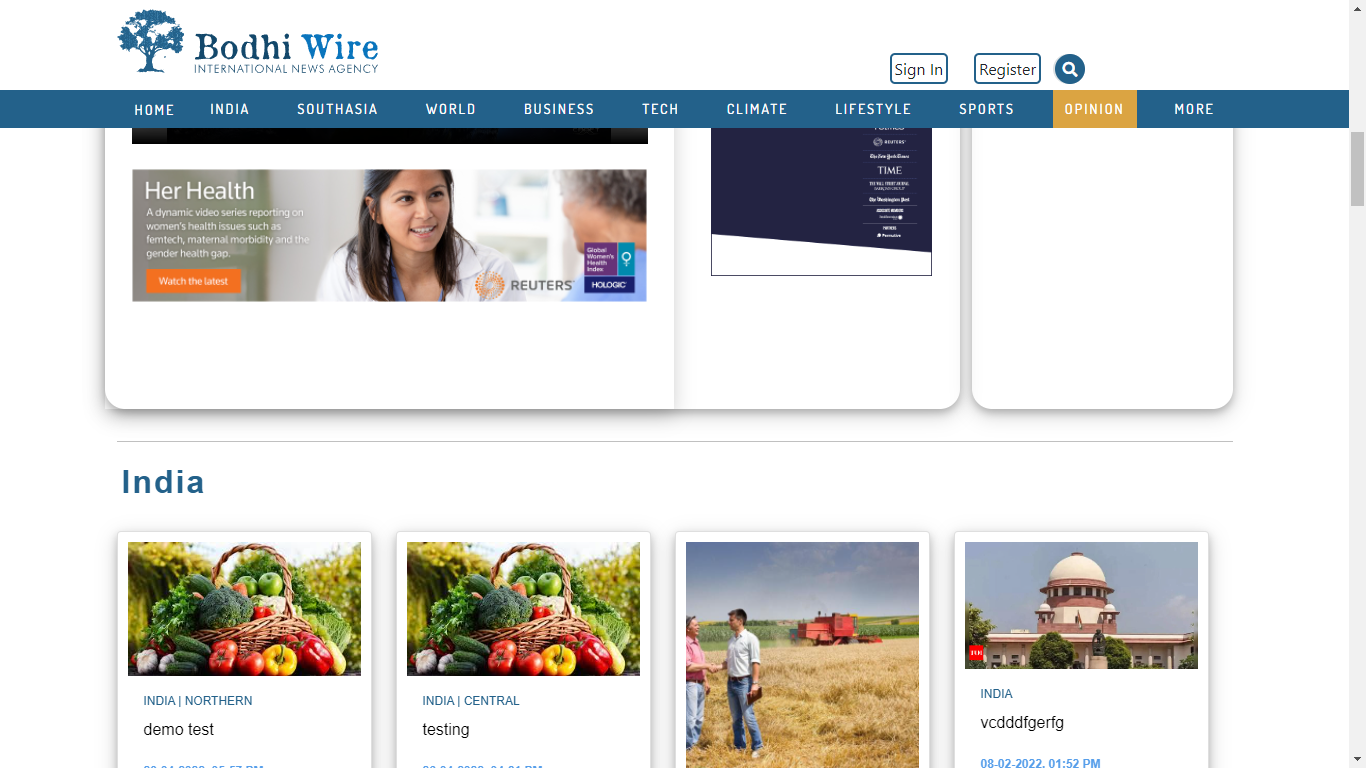 Bodhi Wire
INTERNATIONAL NEWS AGENCY
Sign In
Register
HOME
INDIA
SOUTHASIA
WORLD
BUSINESS
TECH
CLIMATE
LIFESTYLE
SPORTS
OPINION
MORE
Her Health
A dynamic video series reporting on
women's health issues such as
femtech, maternal morbidity and the
gender health gap.
Watch the latest
REUTERS
Global
Women's
Health
Index
HOLOGIC
REUTERS
The New York Times
TIME
THE WALL STREET JOURNAL
The Washington Post
PARTNERS
India
INDIA | NORTHERN
demo test
INDIA | CENTRAL
testing
INDIA
vcdddfgerfg
08-02-2022, 01:52 PM